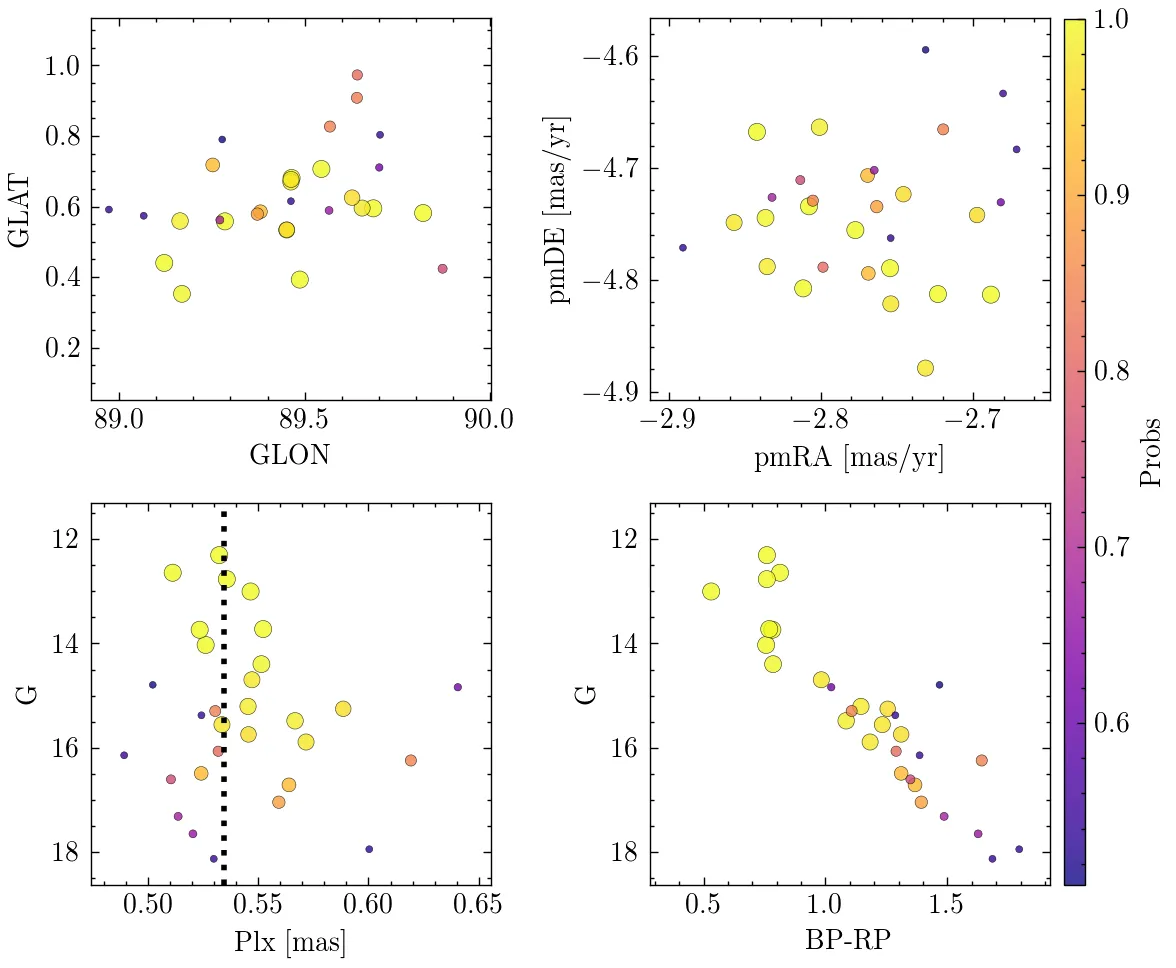 1.0
0.8
0.6
0.4
0.2
GLAT
89.0 89.5 90.0
GLON
−4.6
−4.7
−4.8
−4.9
pmDE [mas/yr]
−2.9 −2.8 −2.7
pmRA [mas/yr]
1.0
0.9
0.8
0.7
0.6
Probs
12
14
16
18
G
0.50 0.55 0.60 0.65
Plx [mas]
12
14
16
18
G
0.5 1.0 1.5
BP-RP